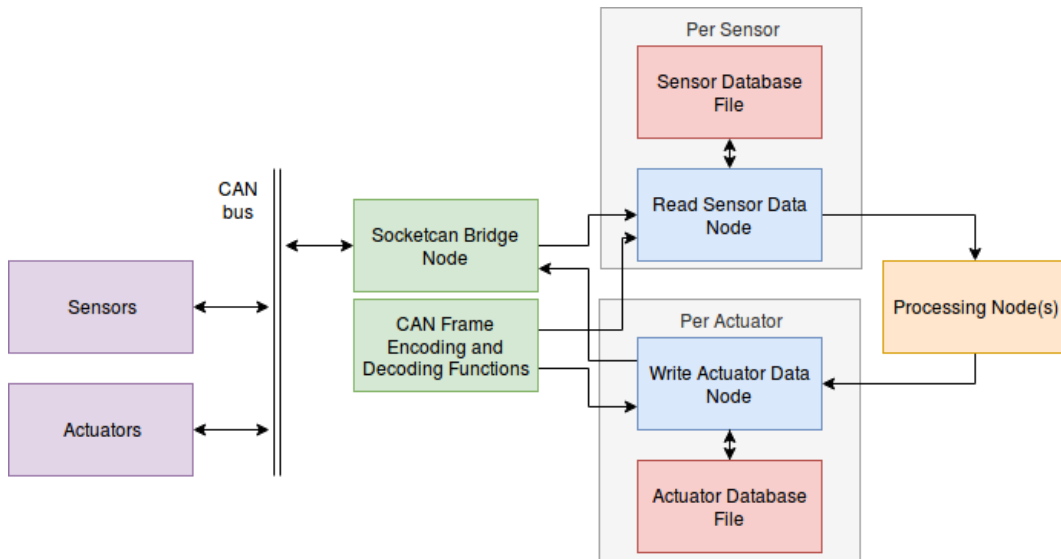 Per Sensor
Sensor Database
File
CAN
bus
Socketcan Bridge
Node
Read Sensor Data
Node
Sensors
CAN Frame
Encoding and
Decoding Functions
Per Actuator
Processing Node(s)
Write Actuator Data
Node
Actuators
Actuator Database
File